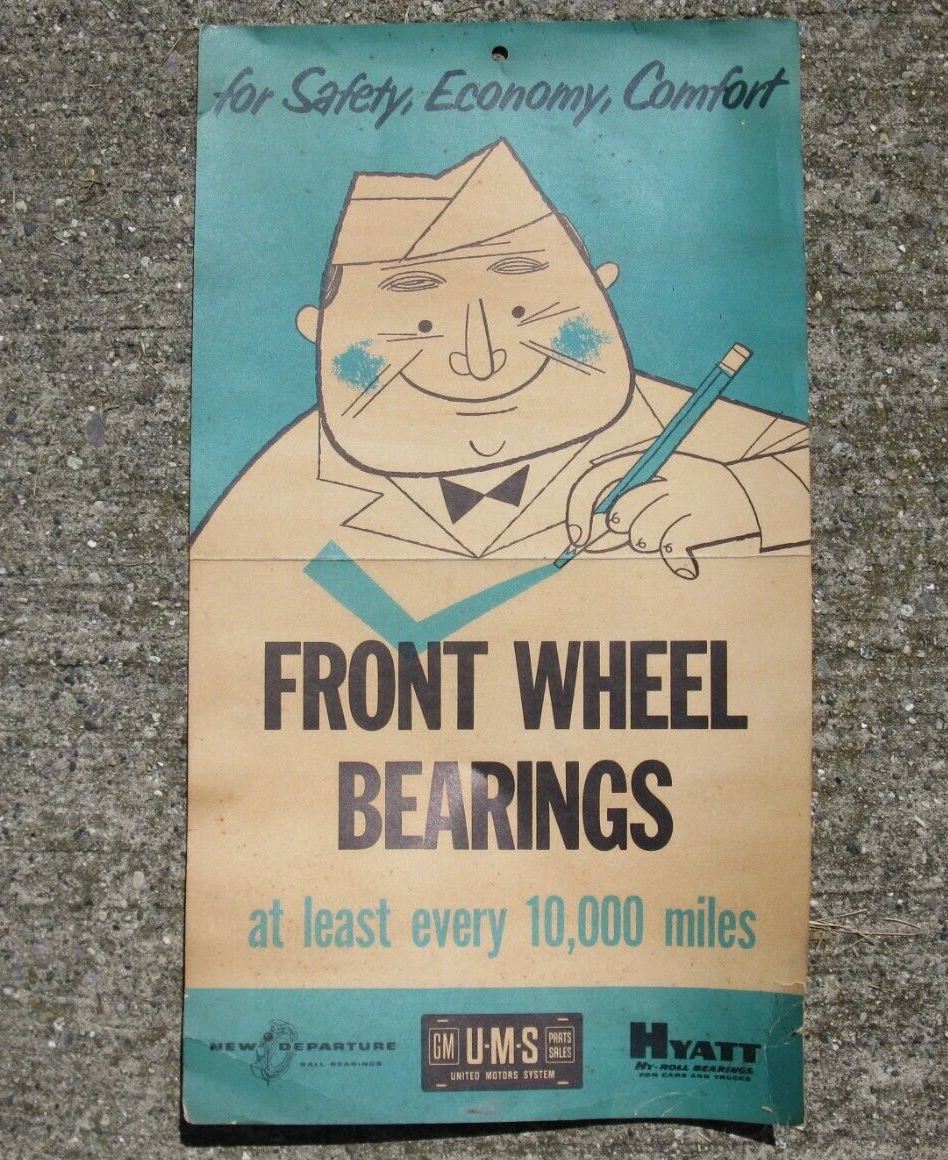 for Safety, Economy, Comfort
FRONT WHEEL
BEARINGS
at least every 10,000 miles
NEW DEPARTURE
BALL BEARINGS
GM U·M·S PARTS SALES
UNITED MOTORS SYSTEM
HYATT
HY-ROLL BEARINGS
FOR CARS AND TRUCKS